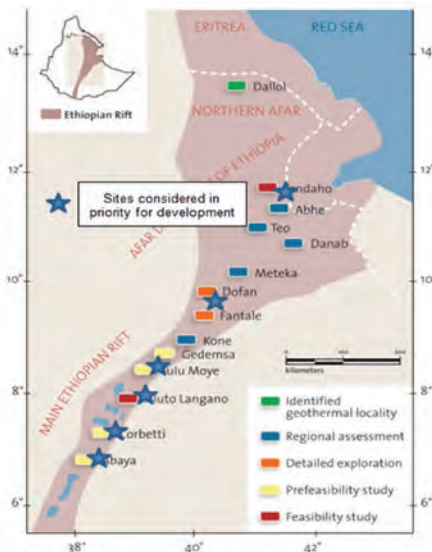 14°
12°
10°
8°
6°
38°
40°
42°
ERITREA
RED SEA
Ethiopian Rift
Dallol
NORTHERN AFAR
OF ETHIOPIA
AFAR
Sites considered in
priority for development
ndaho
Abhe
Teo
Danab
Meteka
Dofan
Fantale
Kone
Gedemsa
ulu Moye
uto Langano
orbetti
baya
MAIN ETHIOPIAN RIFT
kilometers
Identified
geothermal locality
Regional assessment
Detailed exploration
Prefeasibility study
Feasibility study